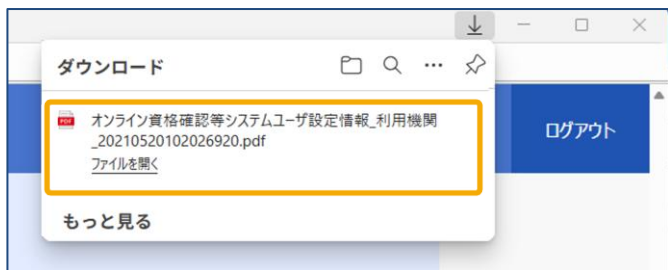 ダウンロード
PDF
オンライン資格確認等システムユーザ設定情報_利用機関
_20210520102026920.pdf
ファイルを開く
もっと見る
ログアウト